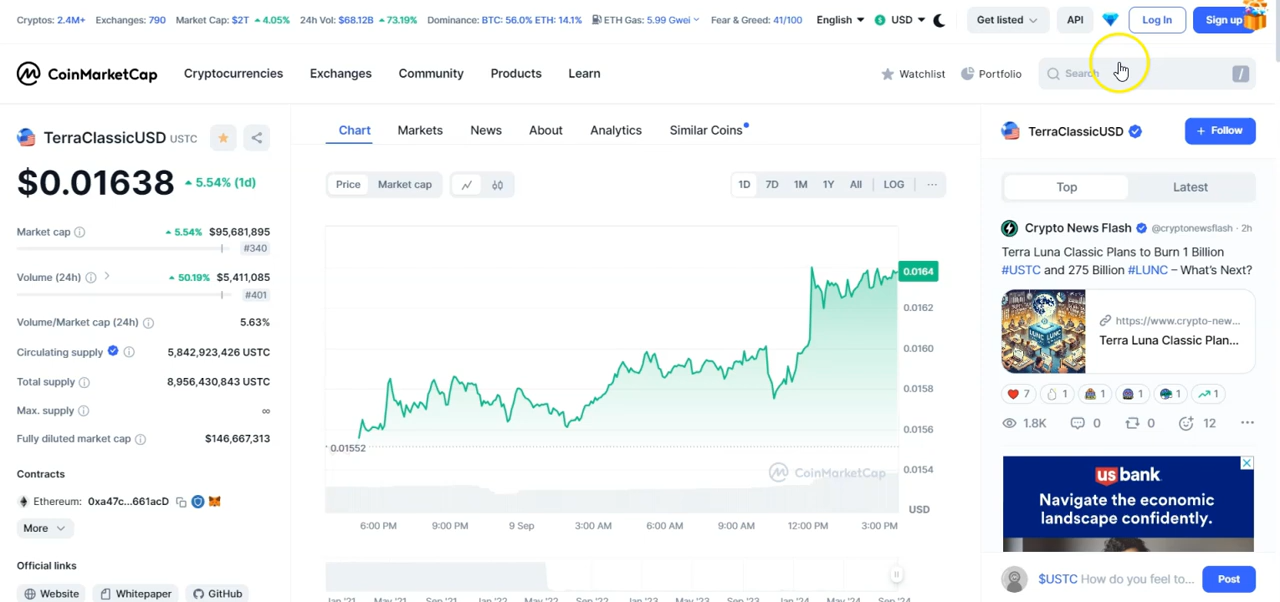 Cryptos: 2.4M+ Exchanges: 790 Market Cap: $2T 4.05% 24h Vol: $68.12B 73.19% Dominance: BTC: 56.0% ETH: 14.1% ETH Gas: 5.99 Gwei Fear & Greed: 41/100 English USD Get listed API Log In Sign up
CoinMarketCap Cryptocurrencies Exchanges Community Products Learn Watchlist Portfolio Search /
TerraClassicUSD USTC
$0.01638 5.54% (1d)
Market cap 5.54% $95,681,895
#340
Volume (24h) 50.19% $5,411,085
#401
Volume/Market cap (24h) 5.63%
Circulating supply 5,842,923,426 USTC
Total supply 8,956,430,843 USTC
Max. supply ∞
Fully diluted market cap $146,667,313
Contracts
Ethereum: 0xa47c...661acD
More
Official links
Website Whitepaper GitHub
Chart Markets News About Analytics Similar Coins
Price Market cap 1D 7D 1M 1Y All LOG ...
0.0164
0.0162
0.0160
0.0158
0.0156
0.0154
0.01552
CoinMarketCap
USD
6:00 PM 9:00 PM 9 Sep 3:00 AM 6:00 AM 9:00 AM 12:00 PM 3:00 PM
Jan '21 May '21 Sep '21 Jan '22 May '22 Sep '22 Jan '23 May '23 Sep '23 Jan '24 May '24 Sep '24
TerraClassicUSD + Follow
Top Latest
Crypto News Flash @cryptonewsflash · 2h
Terra Luna Classic Plans to Burn 1 Billion
#USTC and 275 Billion #LUNC – What's Next?
LUNC LUNC
https://www.crypto-new...
Terra Luna Classic Plan...
7 1 1 1 1 1
1.8K 0 0 12 ...
us bank
Navigate the economic
landscape confidently.
$USTC How do you feel to... Post